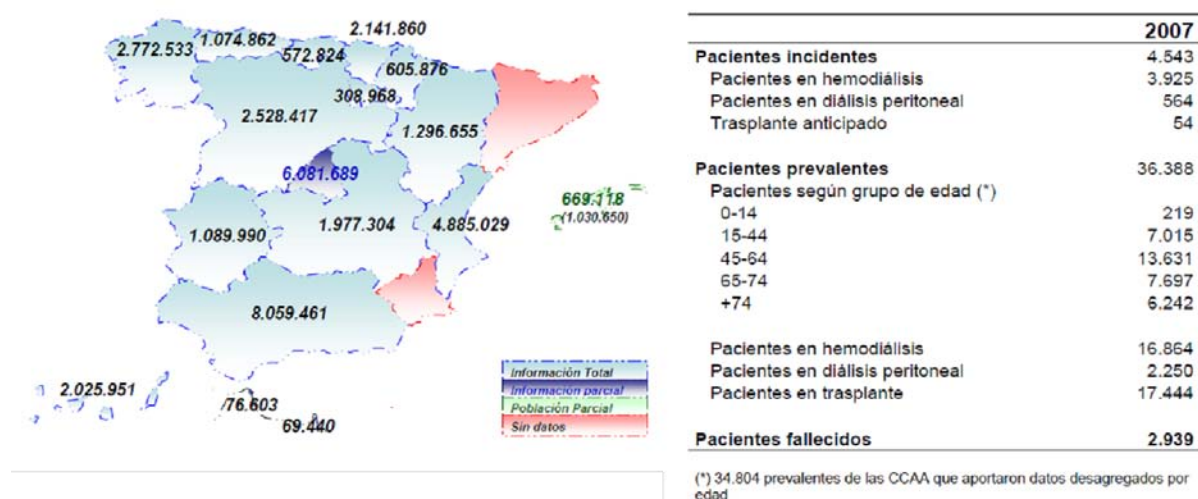 2.141.860
2.772.533
1.074.862
572.824
605.876
308.968
2.528.417
1.296.655
6.081.689
669.118
(1.030.650)
1.977.304
4.885.029
1.089.990
8.059.461
2.025.951
76.603
69.440
Información Total
Información parcial
Población Parcial
Sin datos
2007
Pacientes incidentes 4.543
Pacientes en hemodiálisis 3.925
Pacientes en diálisis peritoneal 564
Trasplante anticipado 54
Pacientes prevalentes 36.388
Pacientes según grupo de edad (*)
0-14 219
15-44 7.015
45-64 13.631
65-74 7.697
+74 6.242
Pacientes en hemodiálisis 16.864
Pacientes en diálisis peritoneal 2.250
Pacientes en trasplante 17.444
Pacientes fallecidos 2.939
(*) 34.804 prevalentes de las CCAA que aportaron datos desagregados por
edad